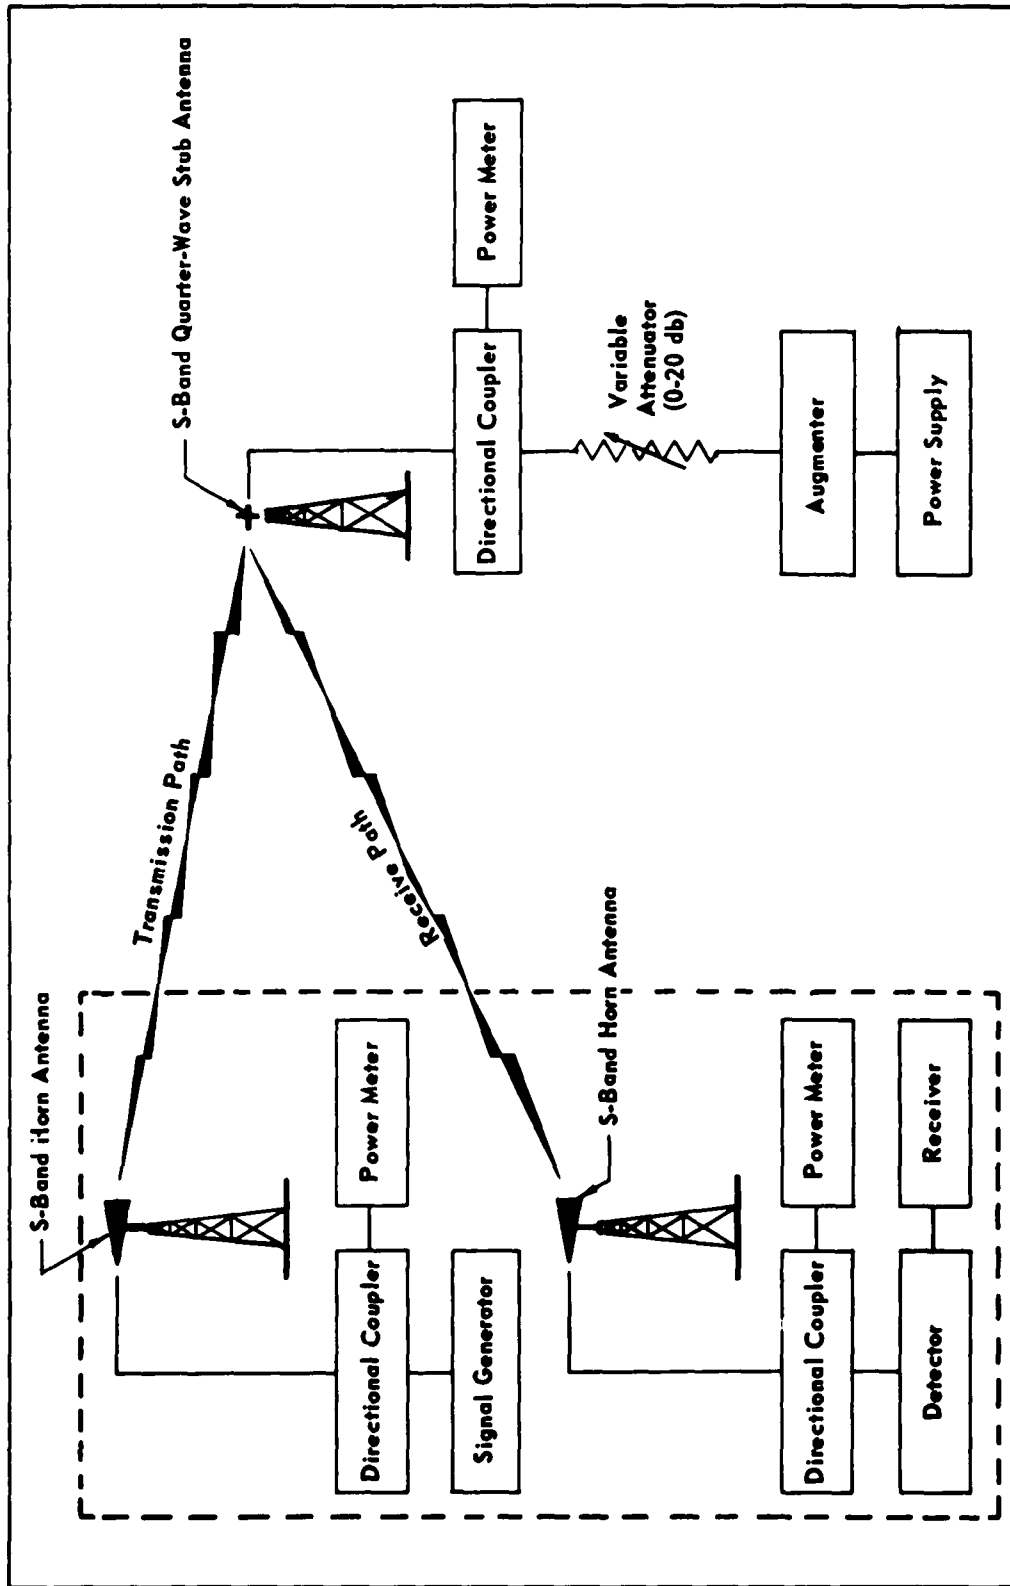 S-Band Horn Antenna
Transmission Path
S-Band Quarter-Wave Stub Antenna
Directional Coupler
Power Meter
Signal Generator
Receive Path
S-Band Horn Antenna
Directional Coupler
Power Meter
Detector
Receiver
Directional Coupler
Power Meter
Variable
Attenuator
(0-20 db)
Augmenter
Power Supply